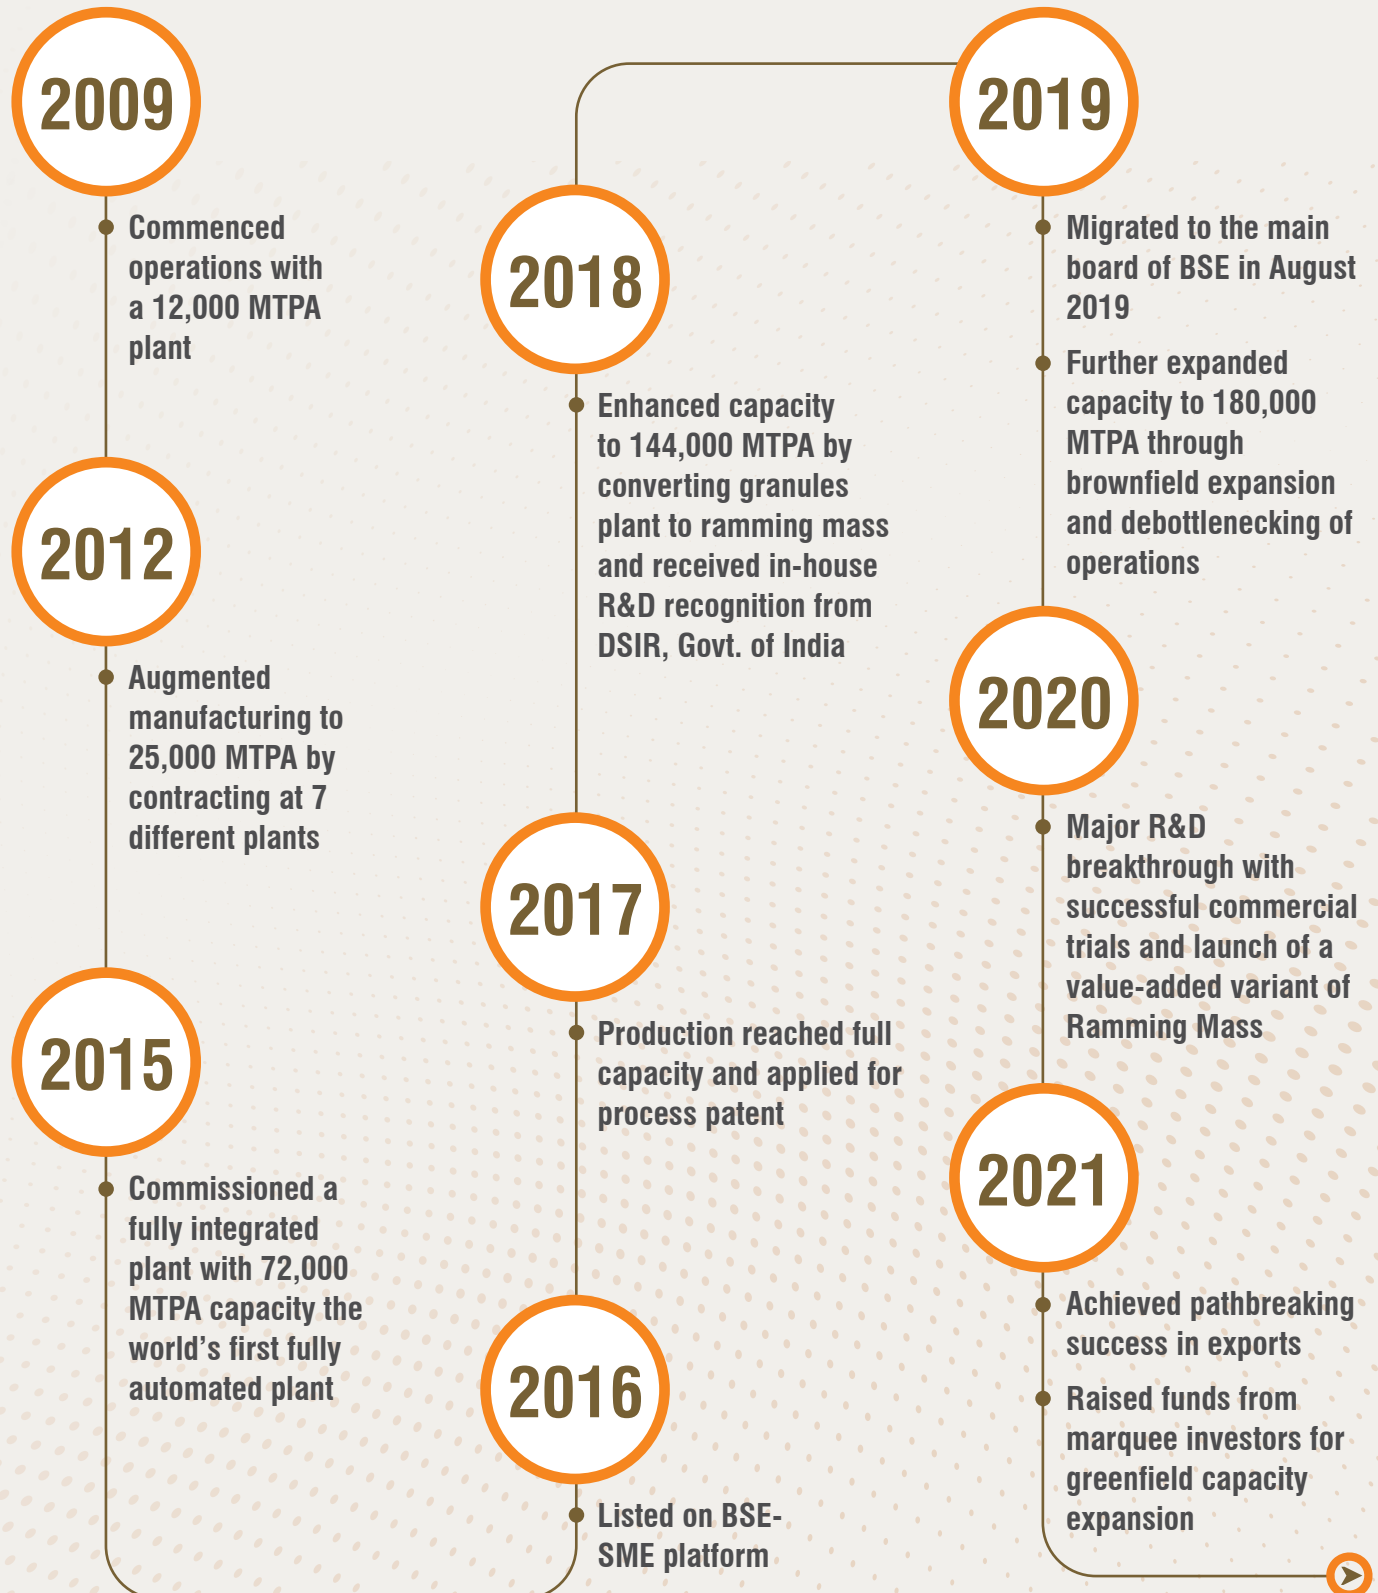 2009
Commenced
operations with
a 12,000 MTPA
plant
2012
Augmented
manufacturing to
25,000 MTPA by
contracting at 7
different plants
2015
Commissioned a
fully integrated
plant with 72,000
MTPA capacity the
world’s first fully
automated plant
2016
Listed on BSE-
SME platform
2017
Production reached full
capacity and applied for
process patent
2018
Enhanced capacity
to 144,000 MTPA by
converting granules
plant to ramming mass
and received in-house
R&D recognition from
DSIR, Govt. of India
2019
Migrated to the main
board of BSE in August
2019
Further expanded
capacity to 180,000
MTPA through
brownfield expansion
and debottlenecking of
operations
2020
Major R&D
breakthrough with
successful commercial
trials and launch of a
value-added variant of
Ramming Mass
2021
Achieved pathbreaking
success in exports
Raised funds from
marquee investors for
greenfield capacity
expansion